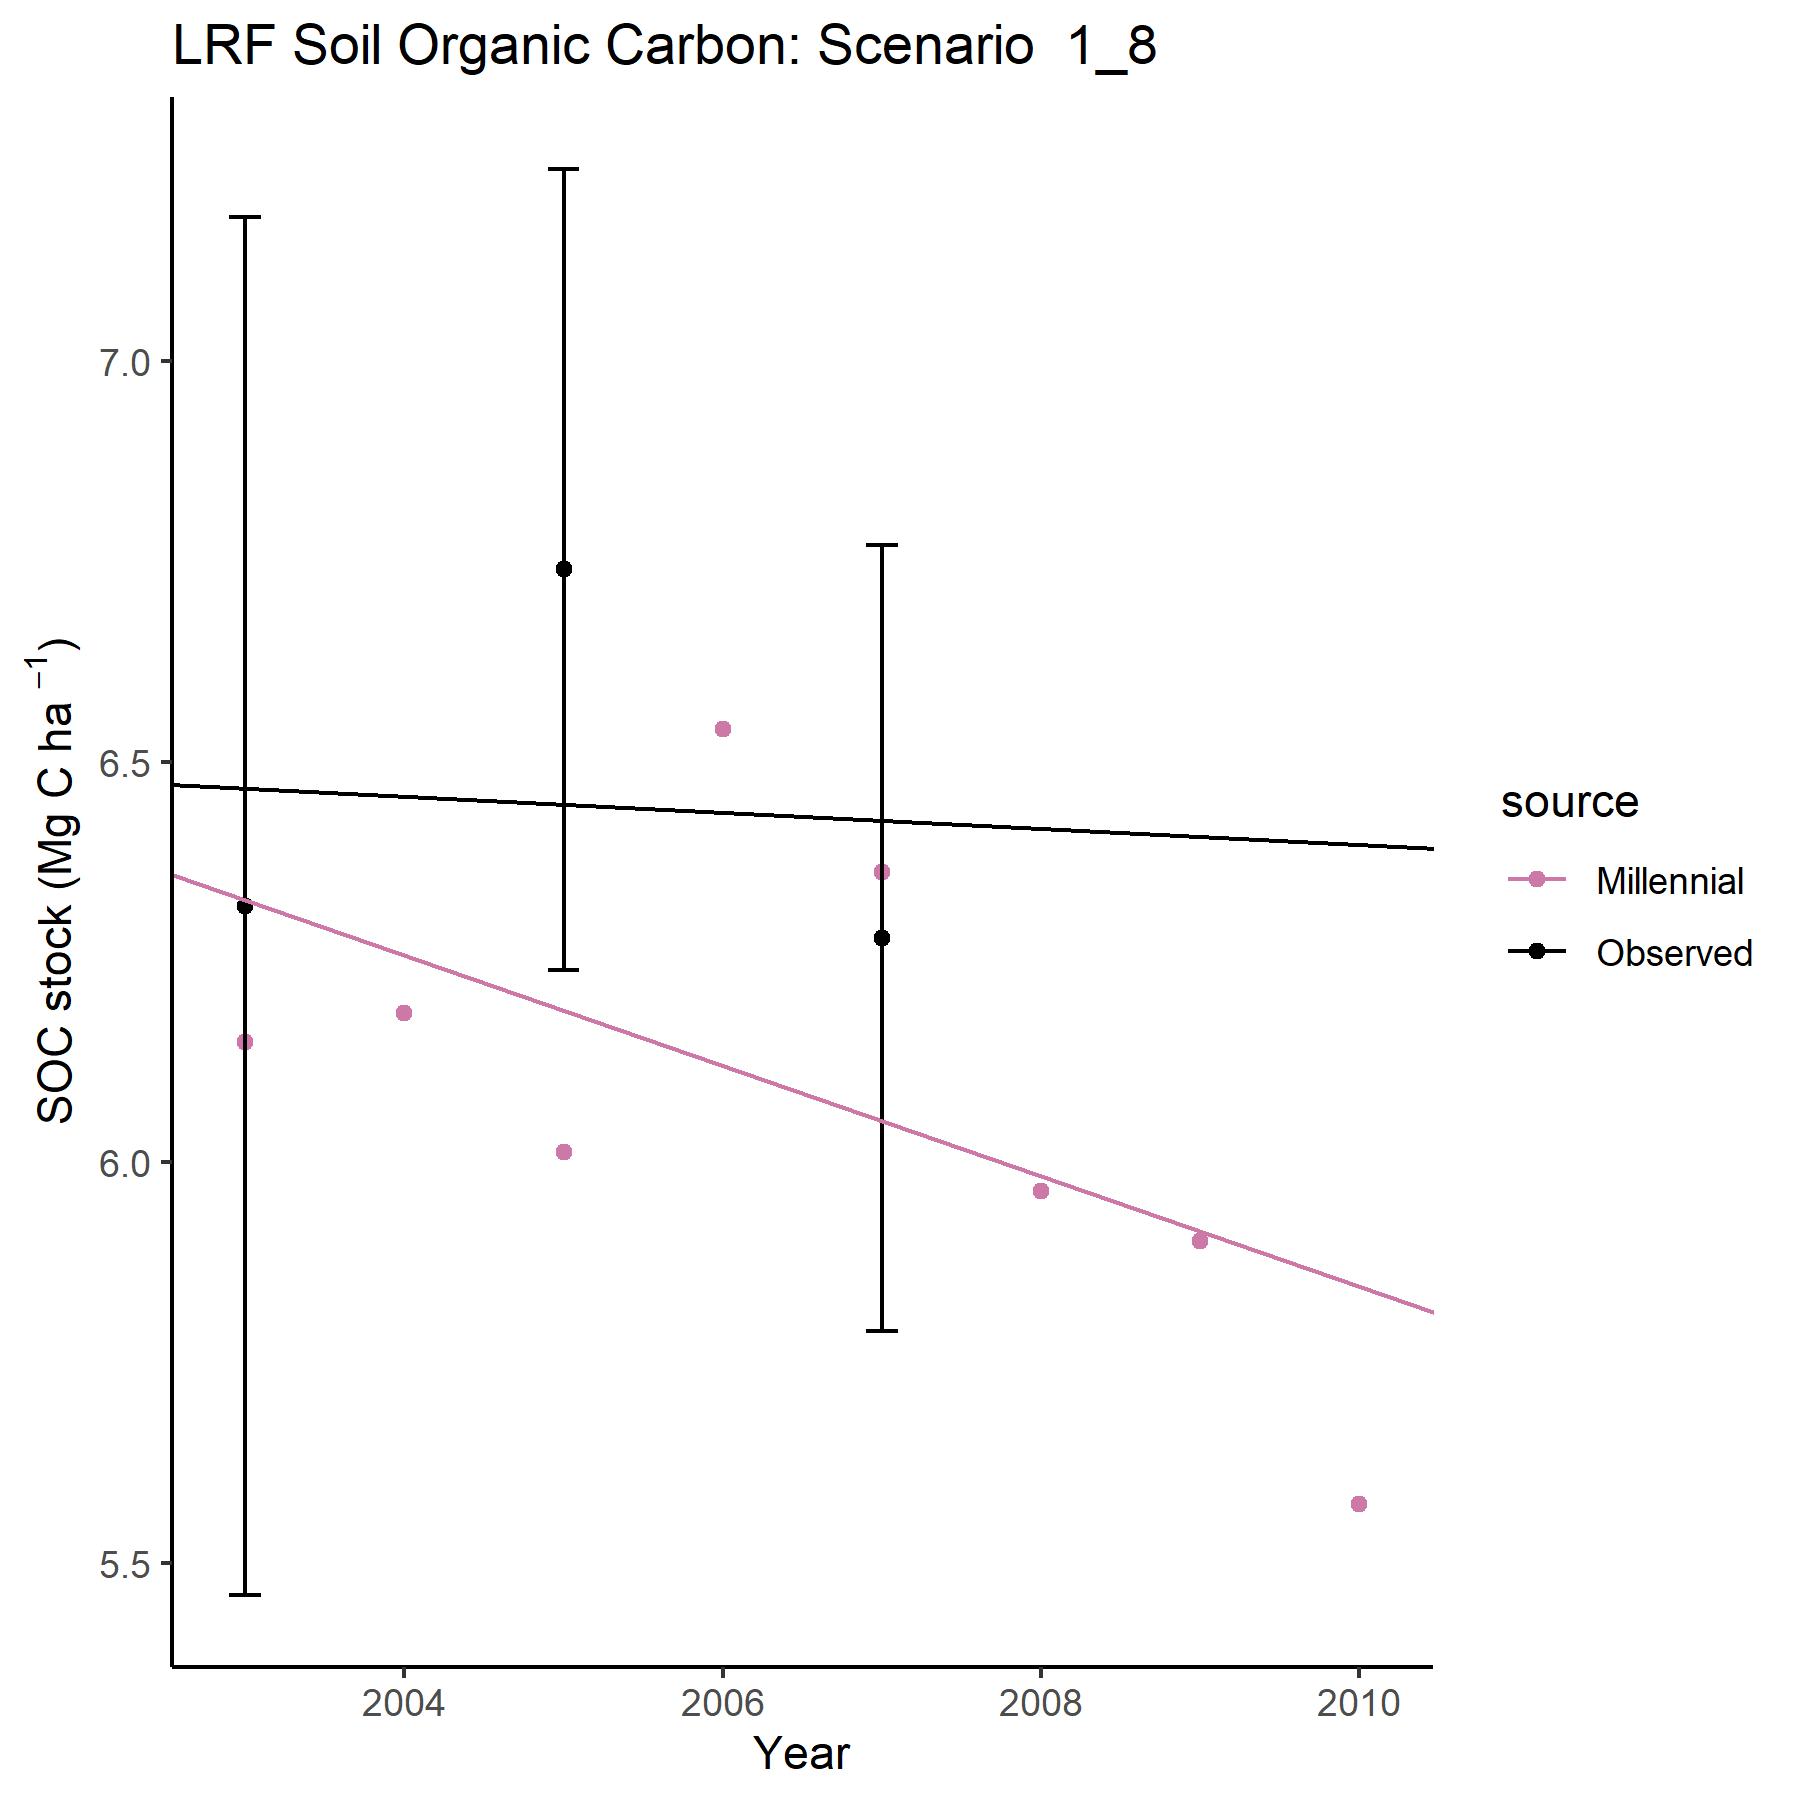 LRF Soil Organic Carbon: Scenario  1_8
SOC stock (Mg C ha −1)
7.0
6.5
6.0
5.5
2004
2006
2008
2010
Year
source
Millennial
Observed